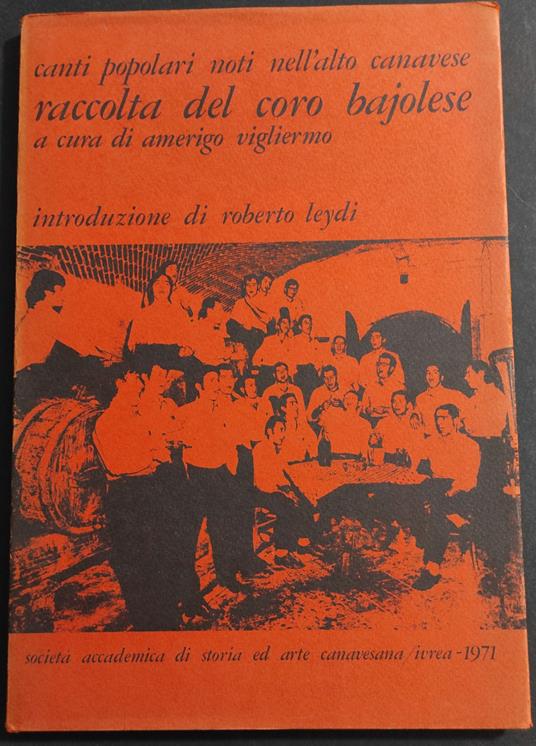 canti popolari noti nell'alto canavese
raccolta del coro bajolese
a cura di amerigo vigliermo
introduzione di roberto leydi
società accademica di storia ed arte canavesana/ivrea-1971